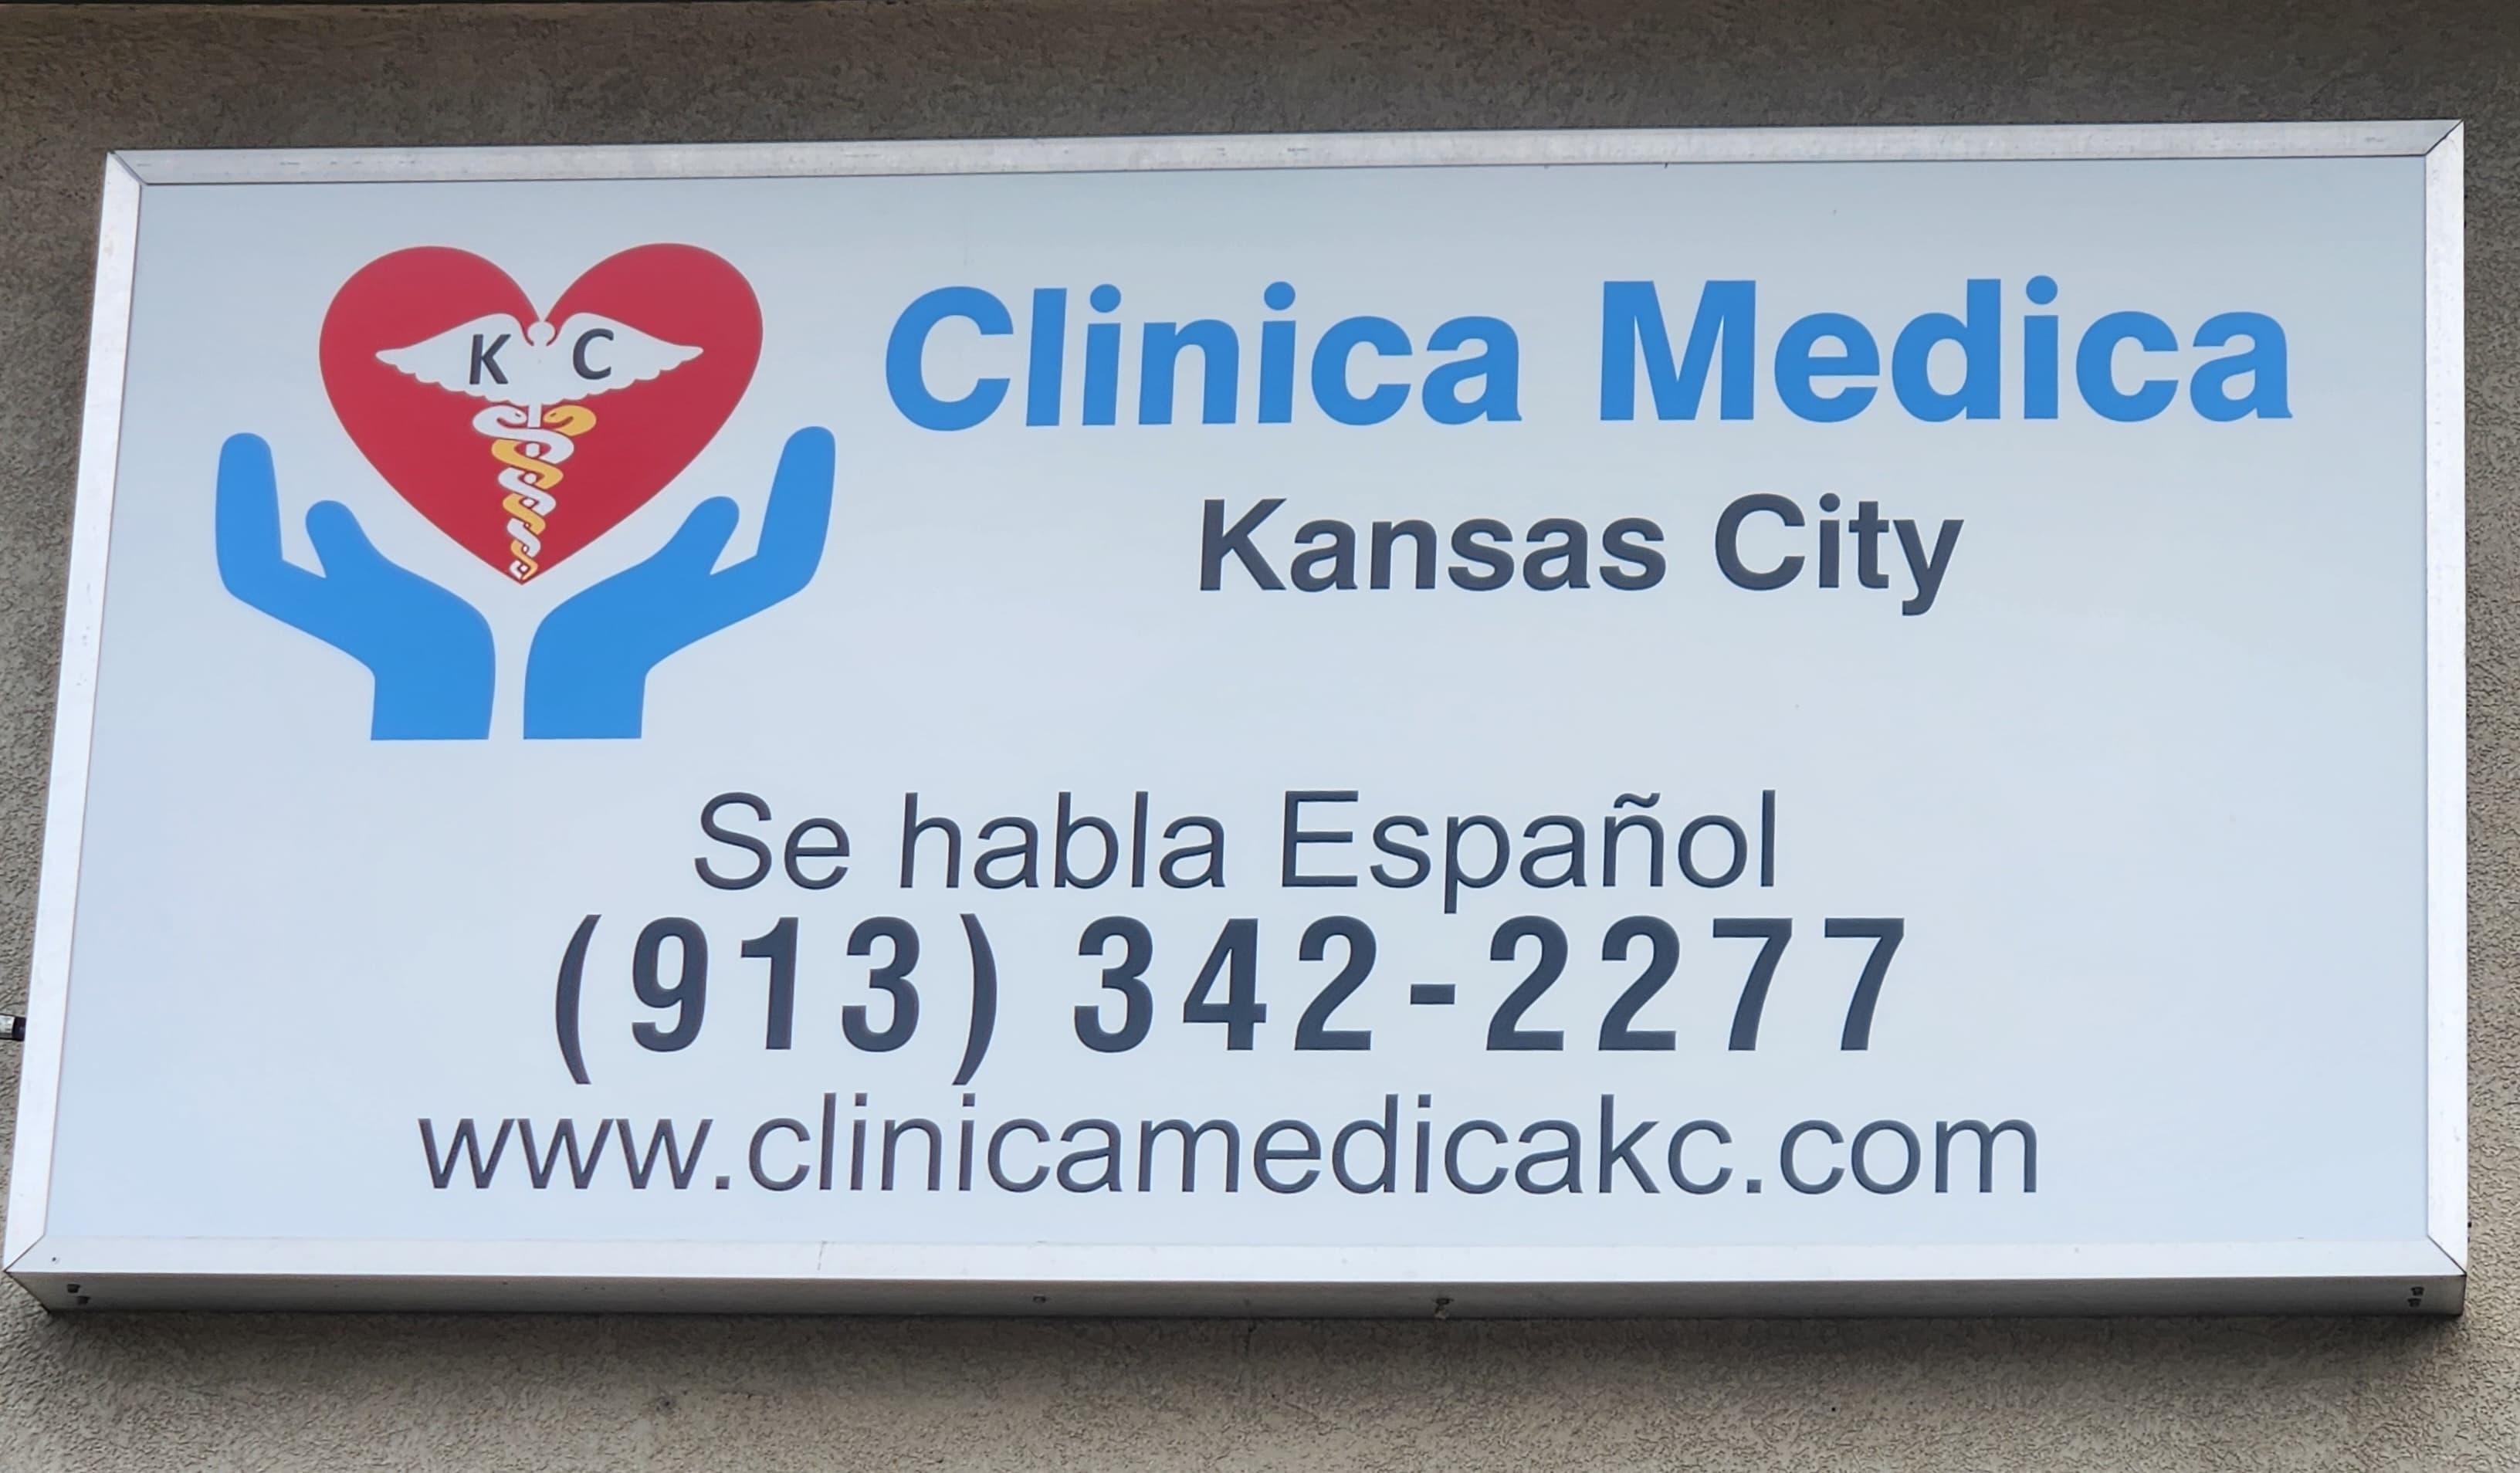 K C
Clinica Medica
Kansas City
Se habla Español
(913) 342-2277
www.clinicamedicakc.com